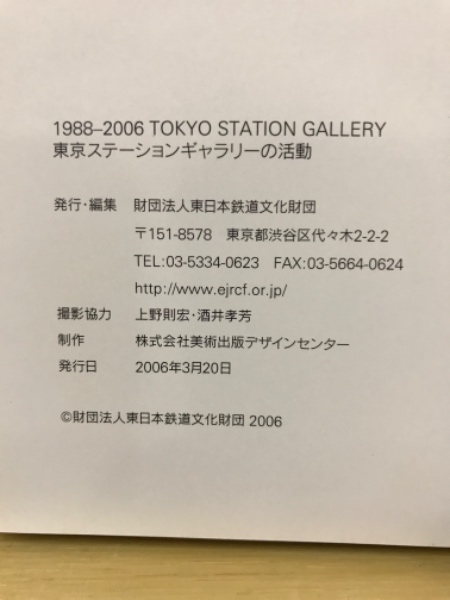 1988–2006 TOKYO STATION GALLERY
東京ステーションギャラリーの活動
発行・編集 財団法人東日本鉄道文化財団
〒151-8578 東京都渋谷区代々木2-2-2
TEL:03-5334-0623 FAX:03-5664-0624
http://www.ejrcf.or.jp/
撮影協力 上野則宏・酒井孝芳
制作 株式会社美術出版デザインセンター
発行日 2006年3月20日
©財団法人東日本鉄道文化財団 2006